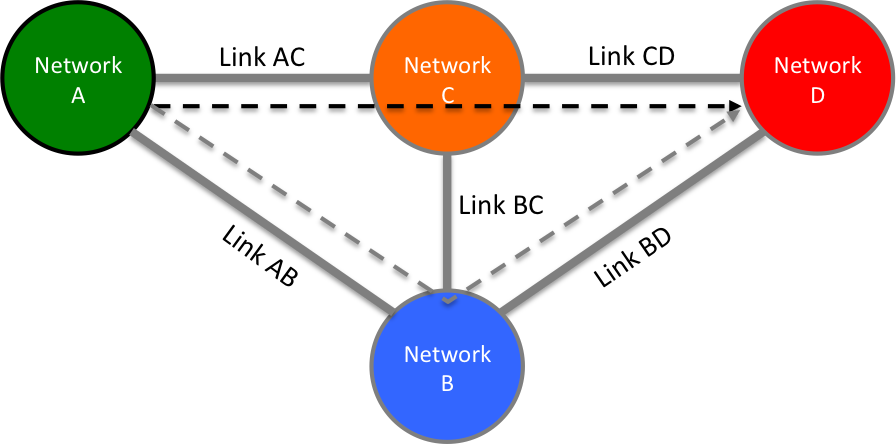 Link AC
Link CD
Network
A
Network
C
Network
D
Link BC
Link AB
Link BD
Network
B